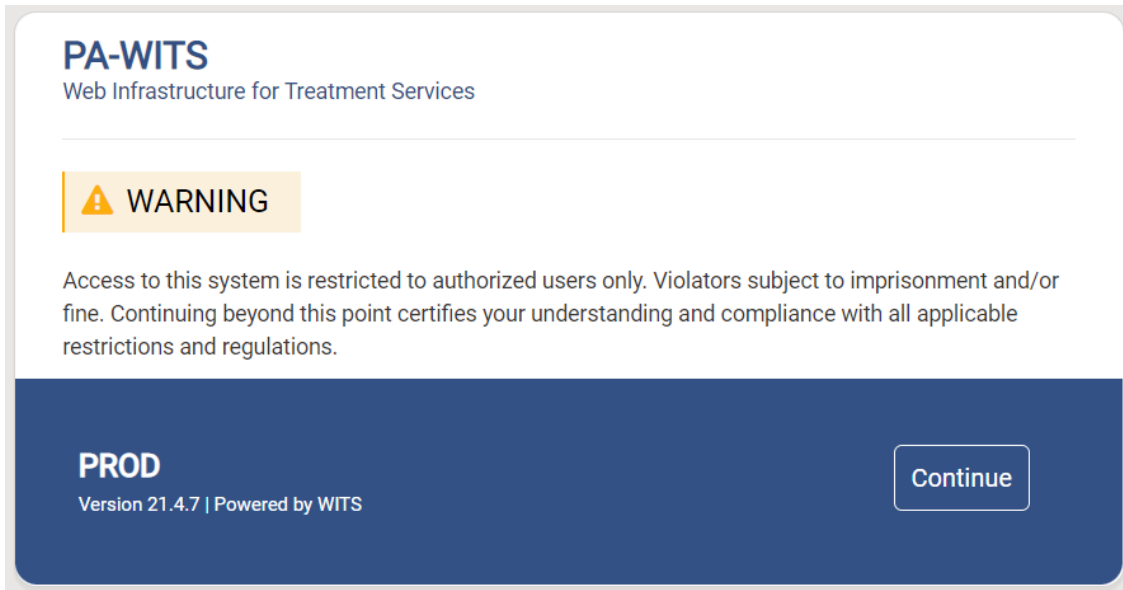 PA-WITS
Web Infrastructure for Treatment Services
WARNING
Access to this system is restricted to authorized users only. Violators subject to imprisonment and/or
fine. Continuing beyond this point certifies your understanding and compliance with all applicable
restrictions and regulations.
PROD
Version 21.4.7 | Powered by WITS
Continue